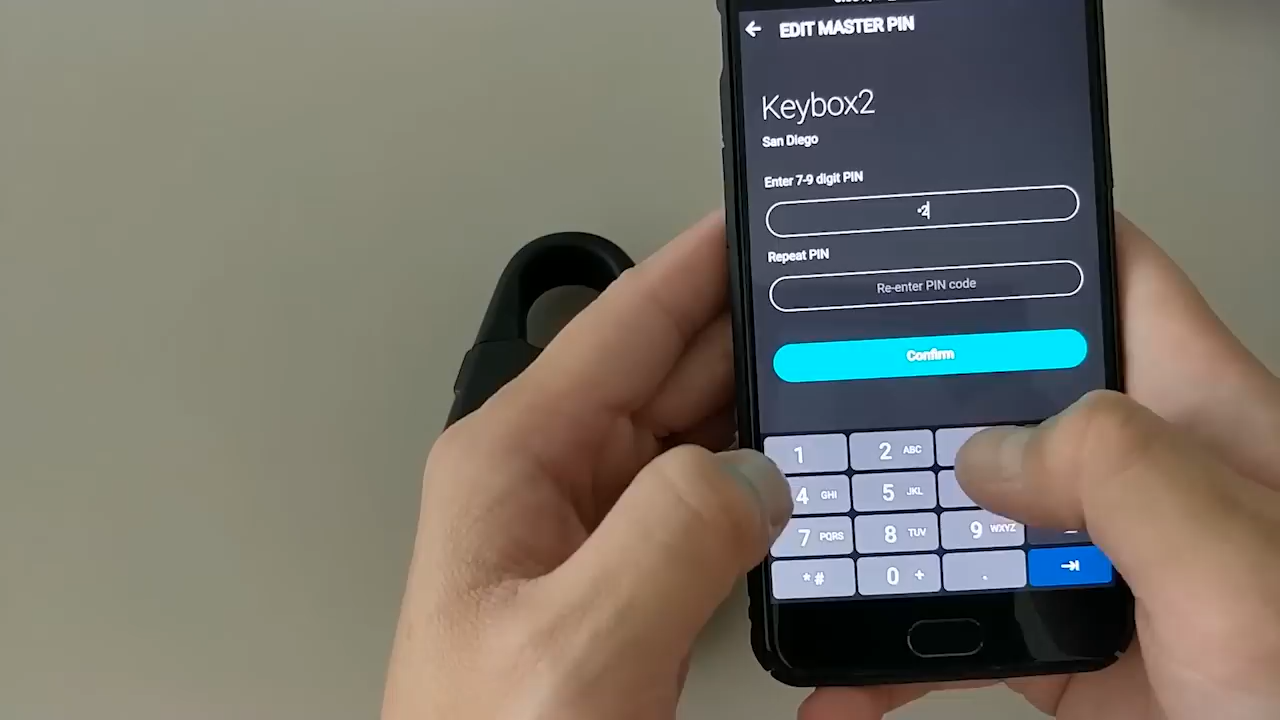 EDIT MASTER PIN
Keybox2
San Diego
Enter 7-9 digit PIN
•2
Repeat PIN
Re-enter PIN code
Confirm
1
2 ABC
4 GHI
5 JKL
7 PQRS
8 TUV
9 WXYZ
*#
0 +
.